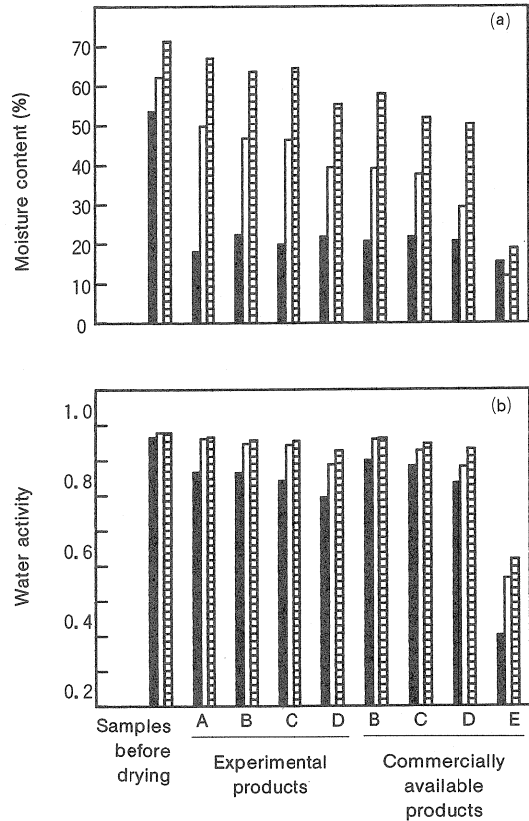 (a)
Moisture content (%)
70
60
50
40
30
20
10
0
(b)
Water activity
1.0
0.8
0.6
0.4
0.2
Samples
before
drying
A B C D B C D E
Experimental
products
Commercially
available
products